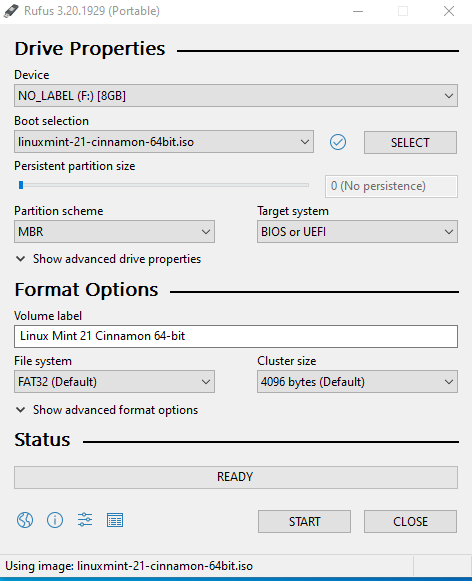 Rufus 3.20.1929 (Portable)
Drive Properties
Device
NO_LABEL (F:) [8GB]
Boot selection
linuxmint-21-cinnamon-64bit.iso
SELECT
Persistent partition size
0 (No persistence)
Partition scheme
Target system
MBR
BIOS or UEFI
Show advanced drive properties
Format Options
Volume label
Linux Mint 21 Cinnamon 64-bit
File system
Cluster size
FAT32 (Default)
4096 bytes (Default)
Show advanced format options
Status
READY
START
CLOSE
Using image: linuxmint-21-cinnamon-64bit.iso